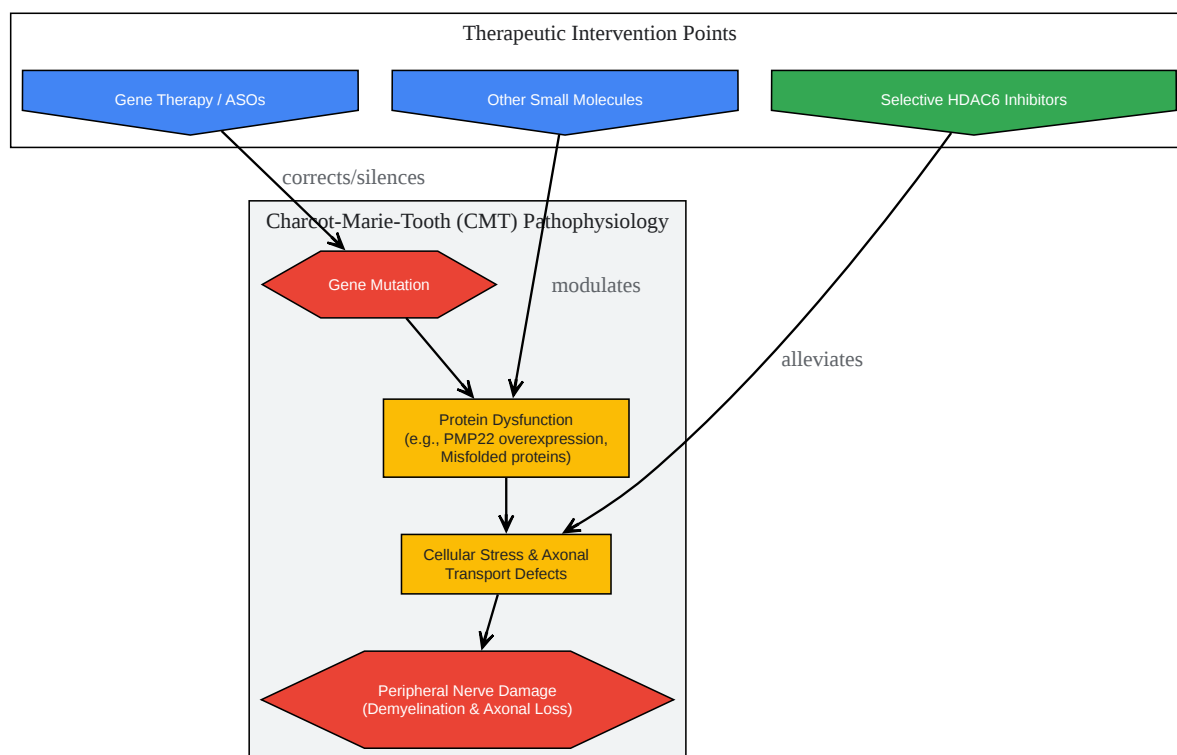 Therapeutic Intervention Points
Gene Therapy / ASOs
Other Small Molecules
Selective HDAC6 Inhibitors
corrects/silences
Charcot-Marie-Tooth (CMT) Pathophysiology
Gene Mutation
modulates
alleviates
Protein Dysfunction
(e.g., PMP22 overexpression,
Misfolded proteins)
Cellular Stress & Axonal
Transport Defects
Peripheral Nerve Damage
(Demyelination & Axonal Loss)